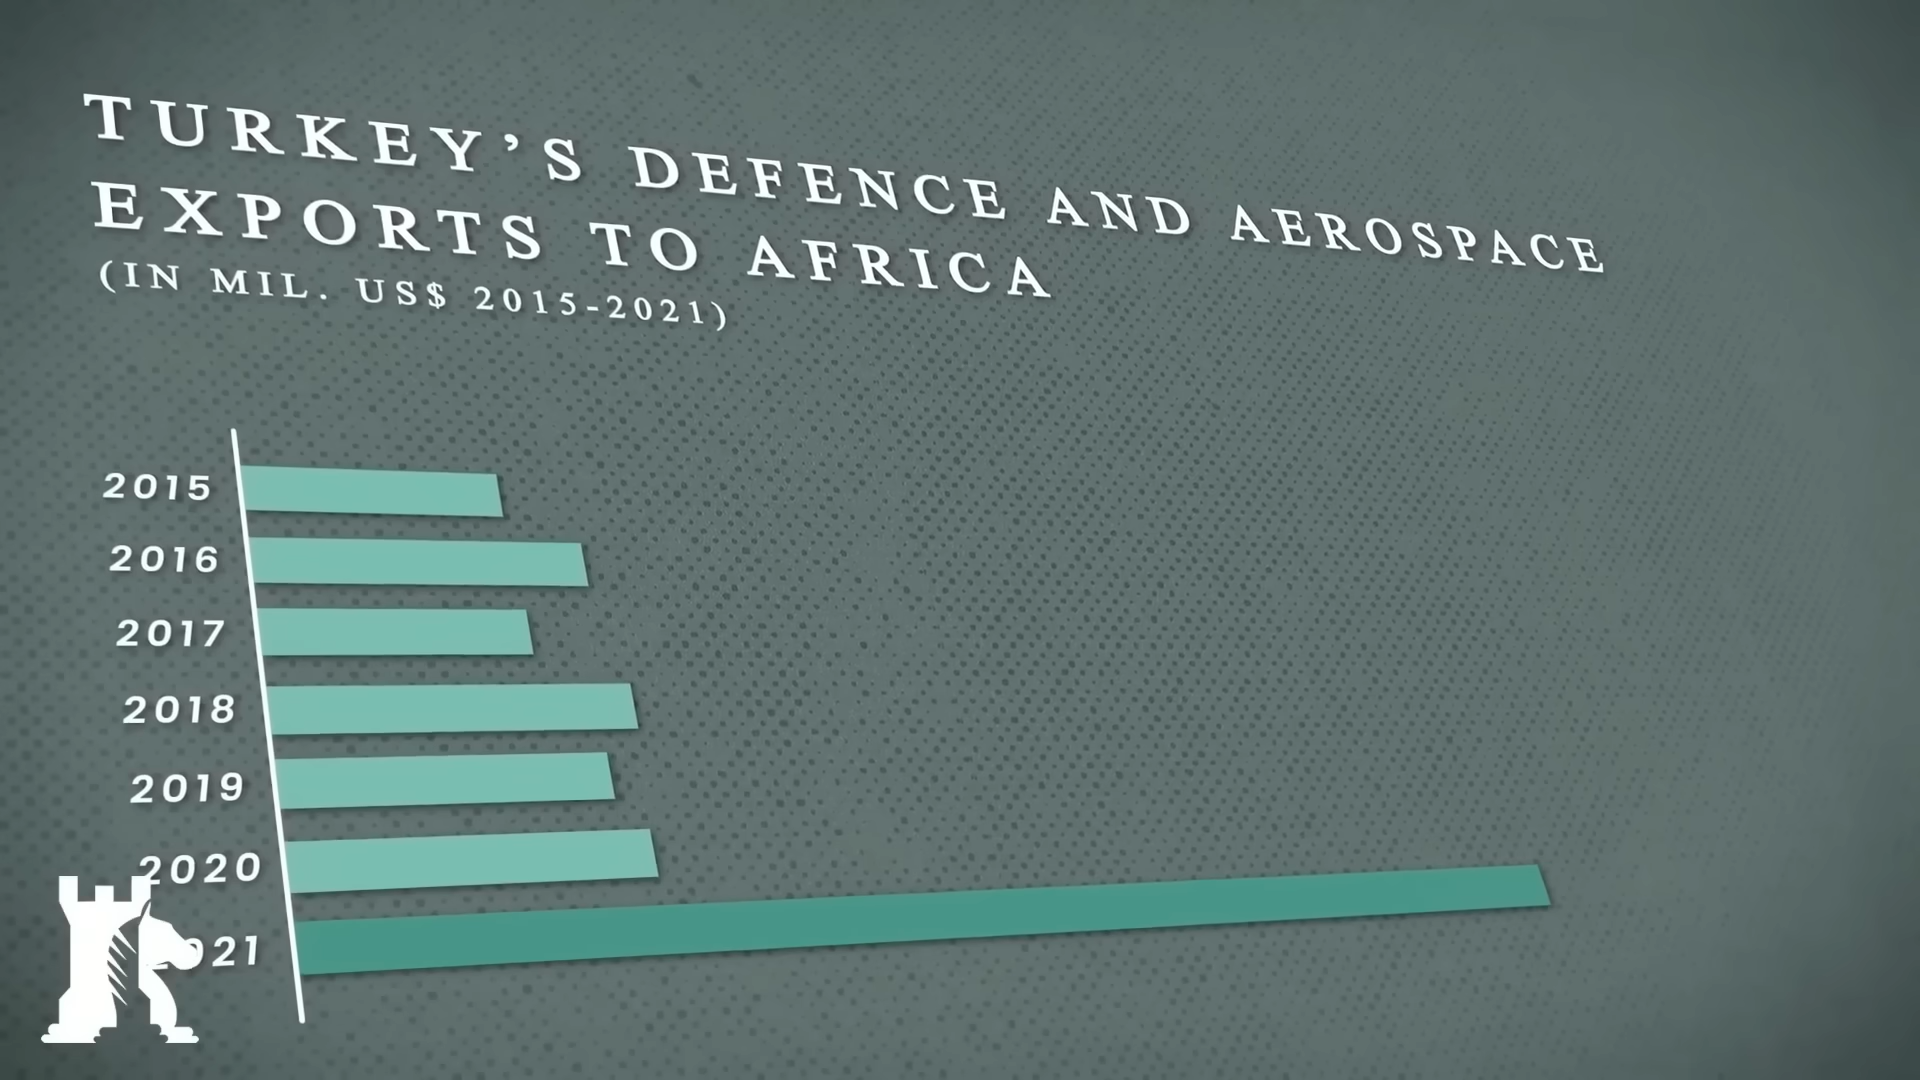 TURKEY'S DEFENCE AND AEROSPACE
EXPORTS TO AFRICA
(IN MIL. US$ 2015-2021)
2015
2016
2017
2018
2019
2020